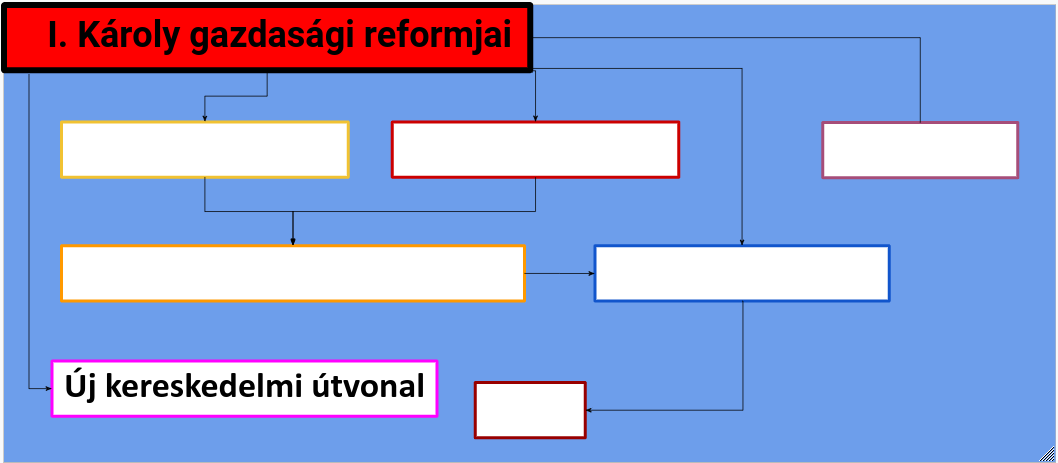 I. Károly gazdasági reformjai
Új kereskedelmi útvonal